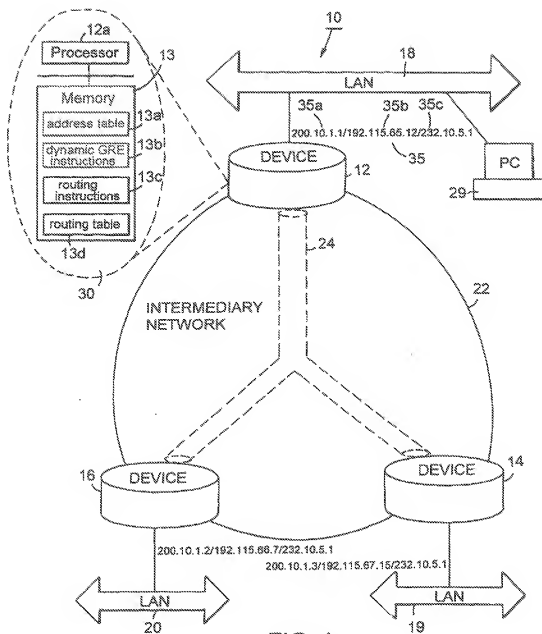 12a
10
Processor
13
18
Memory
LAN
13a
address table
35a
35b
35c
200.10.1.1/192.115.65.12/232.10.5.1
13b
dynamic GRE
instructions
35
PC
13c
routing
instructions
DEVICE
12
29
routing table
13d
24
30
22
INTERMEDIARY
NETWORK
DEVICE
DEVICE
16
14
200.10.1.2/192.115.66.7/232.10.5.1
200.10.1.3/192.115.67.15/232.10.5.1
LAN
LAN
20
19